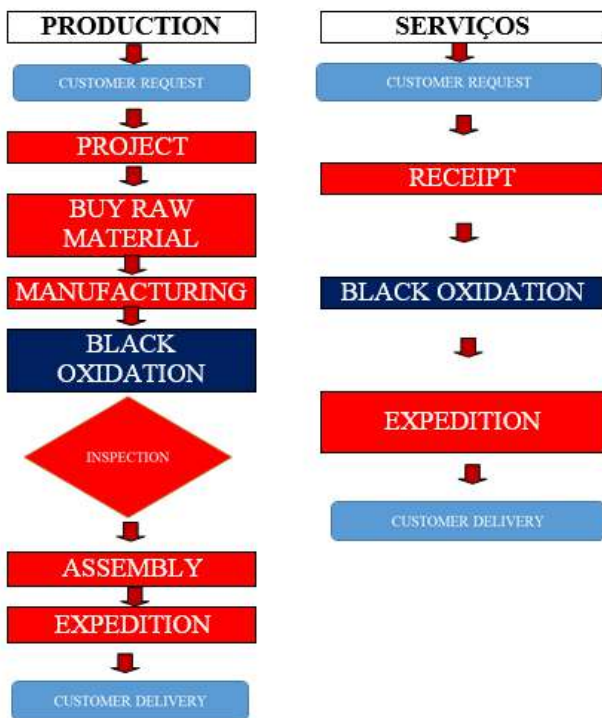 PRODUCTION
CUSTOMER REQUEST
PROJECT
BUY RAW
MATERIAL
MANUFACTURING
BLACK
OXIDATION
INSPECTION
ASSEMBLY
EXPEDITION
CUSTOMER DELIVERY
SERVIÇOS
CUSTOMER REQUEST
RECEIPT
BLACK OXIDATION
EXPEDITION
CUSTOMER DELIVERY